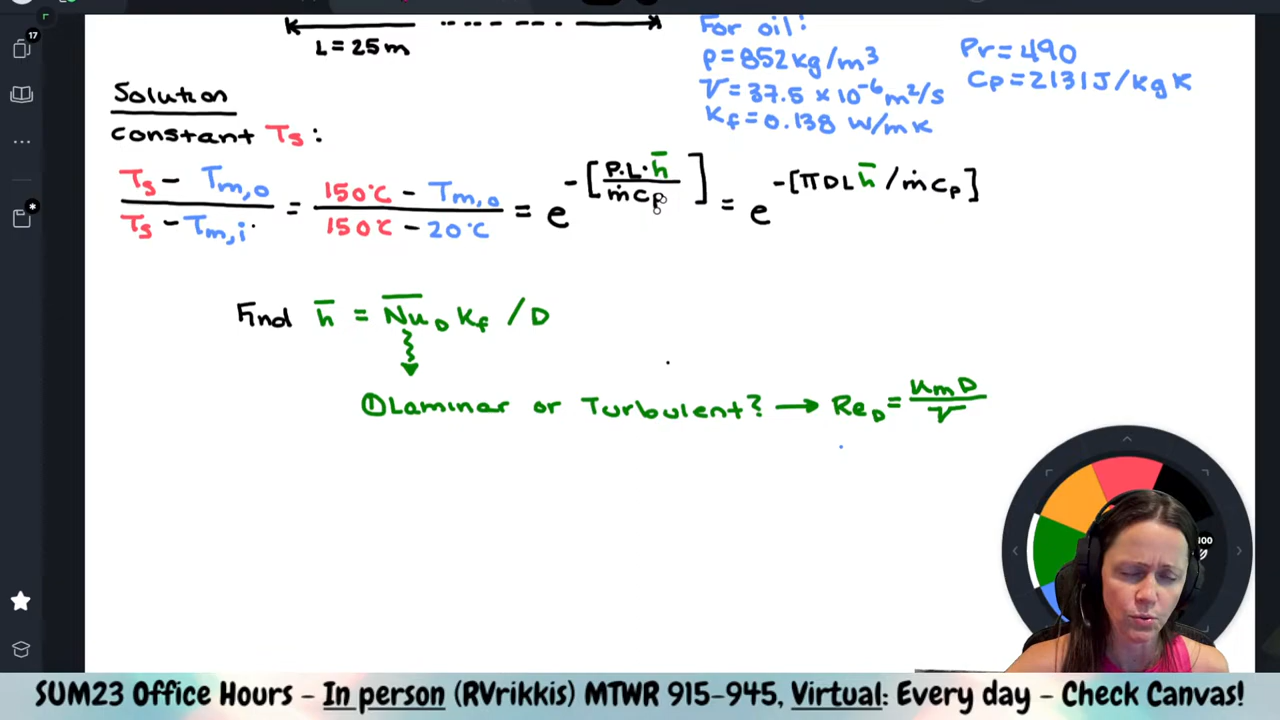 17
L = 25 m
For oil:
ρ = 852 kg/m³
ν = 37.5 × 10⁻⁶ m²/s
Kf = 0.138 W/mK
Pr = 490
Cp = 2131 J/kg K
Solution
constant Ts:
(Ts - Tm,o)/(Ts - Tm,i) = (150°C - Tm,o)/(150°C - 20°C) = e^-[P.L.h̄/ṁcp] = e^-[πDL h̄/ṁcp]
Find h̄ = N̅u̅D Kf / D
① Laminar or Turbulent? → ReD = umD/ν
SUM23 Office Hours - In person (RVrikkis) MTWR 915-945, Virtual: Every day - Check Canvas!